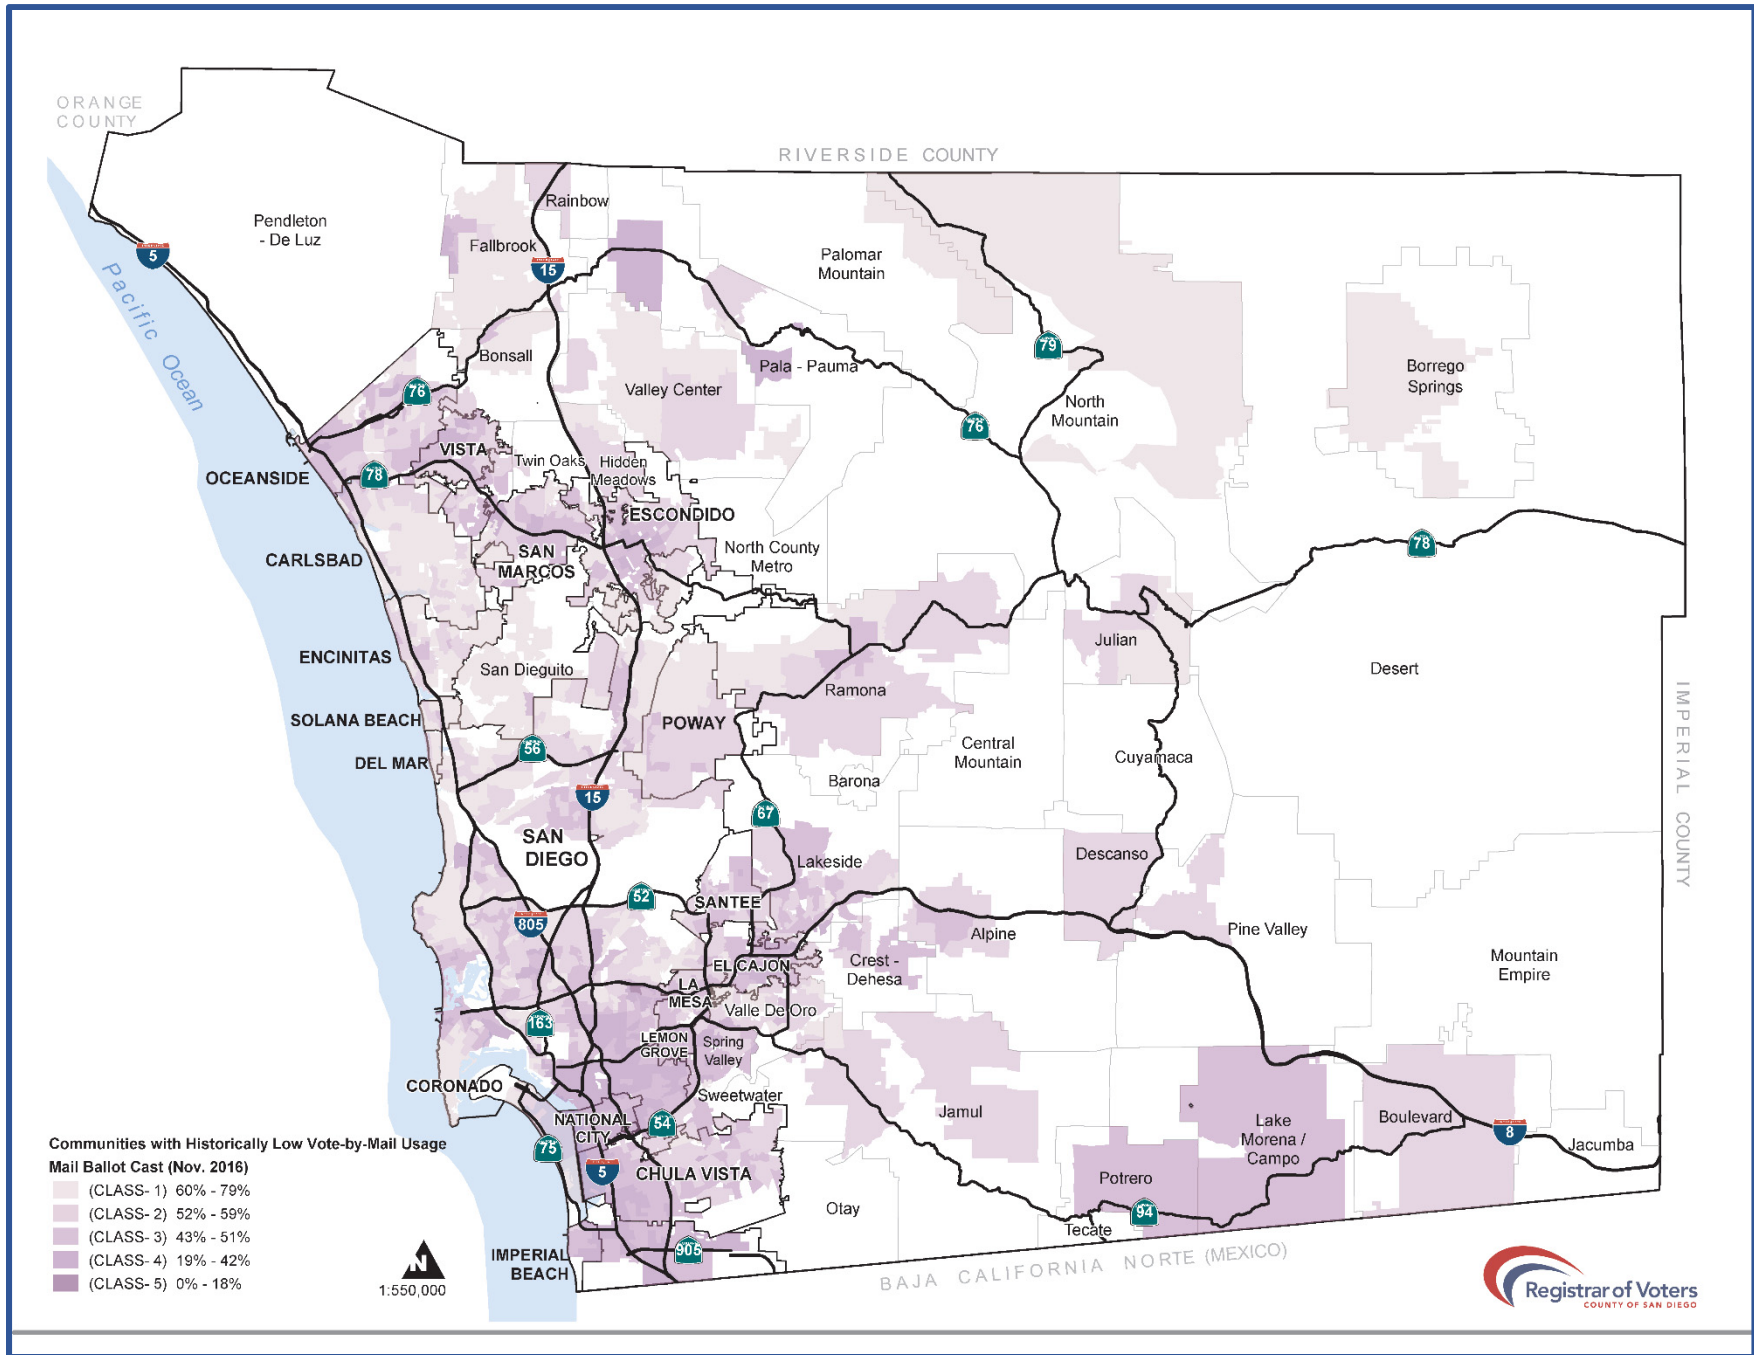 ORANGE
COUNTY
RIVERSIDE COUNTY
Rainbow
Pendleton
- De Luz
Fallbrook
5
15
Palomar
Mountain
Pacific Ocean
79
Bonsall
Pala - Pauma
Borrego
Springs
76
Valley Center
North
Mountain
76
VISTA
Twin Oaks
Hidden
Meadows
78
OCEANSIDE
ESCONDIDO
78
CARLSBAD
SAN
MARCOS
North County
Metro
ENCINITAS
San Dieguito
Julian
Desert
Ramona
IMPERIAL COUNTY
SOLANA BEACH
POWAY
56
DEL MAR
Central
Mountain
Cuyamaca
Barona
15
67
SAN
DIEGO
Lakeside
Descanso
52
SANTEE
805
Alpine
Pine Valley
EL CAJON
Crest -
Dehesa
Mountain
Empire
LA
MESA
Valle De Oro
163
LEMON
GROVE
Spring
Valley
CORONADO
Sweetwater
Jamul
Lake
Morena /
Campo
Boulevard
NATIONAL
CITY
54
8
Jacumba
75
5
CHULA VISTA
Potrero
Otay
94
Tecate
905
IMPERIAL
BEACH
BAJA CALIFORNIA NORTE (MEXICO)
Communities with Historically Low Vote-by-Mail Usage
Mail Ballot Cast (Nov. 2016)
(CLASS- 1) 60% - 79%
(CLASS- 2) 52% - 59%
(CLASS- 3) 43% - 51%
(CLASS- 4) 19% - 42%
(CLASS- 5) 0% - 18%
N
1:550,000
Registrar of Voters
COUNTY OF SAN DIEGO